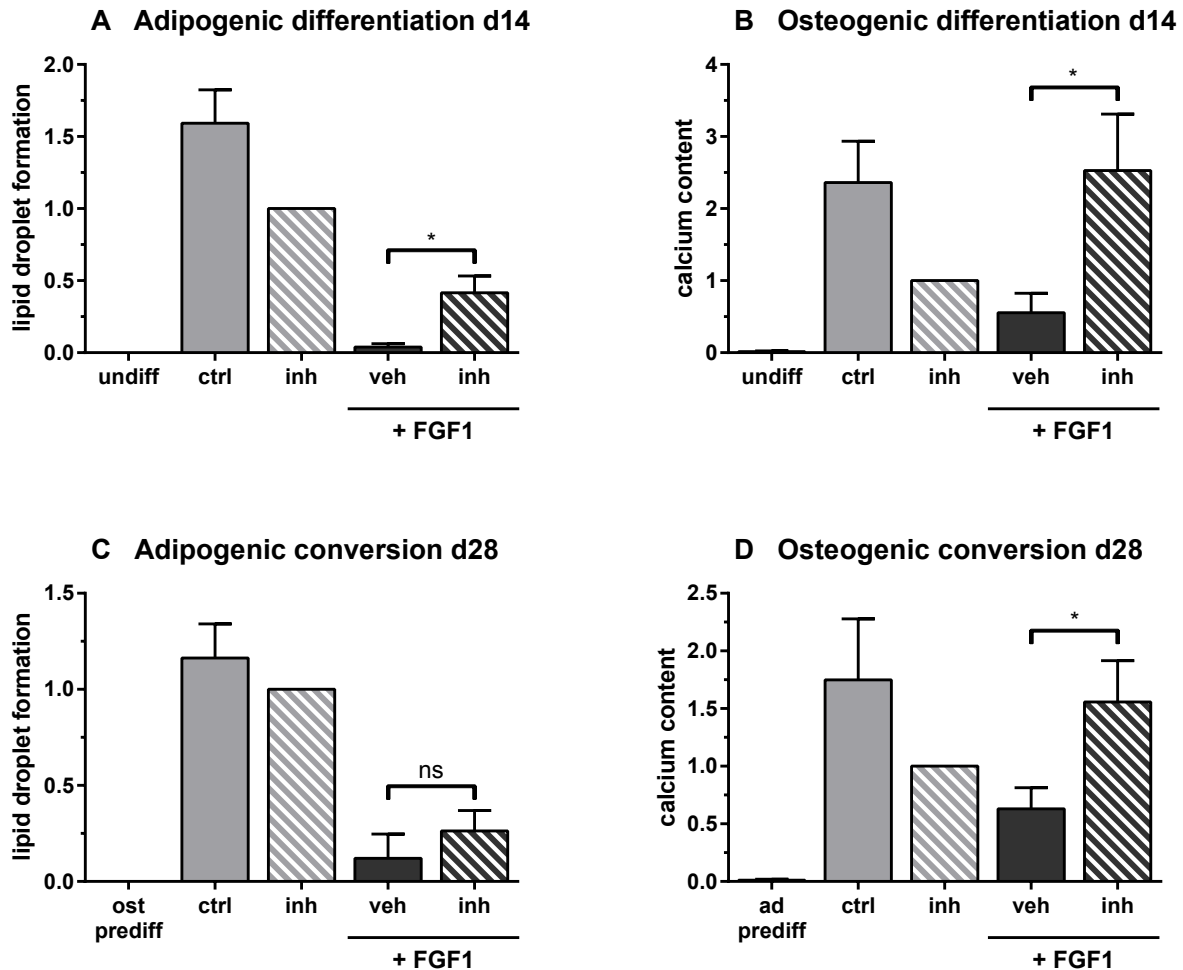 A Adipogenic differentiation d14
lipid droplet formation
2.0
1.5
1.0
0.5
0.0
*
undiff ctrl inh veh inh
+ FGF1
B Osteogenic differentiation d14
calcium content
4
3
2
1
0
*
undiff ctrl inh veh inh
+ FGF1
C Adipogenic conversion d28
lipid droplet formation
1.5
1.0
0.5
0.0
ns
ost ctrl inh veh inh
prediff
+ FGF1
D Osteogenic conversion d28
calcium content
2.5
2.0
1.5
1.0
0.5
0.0
*
ad ctrl inh veh inh
prediff
+ FGF1